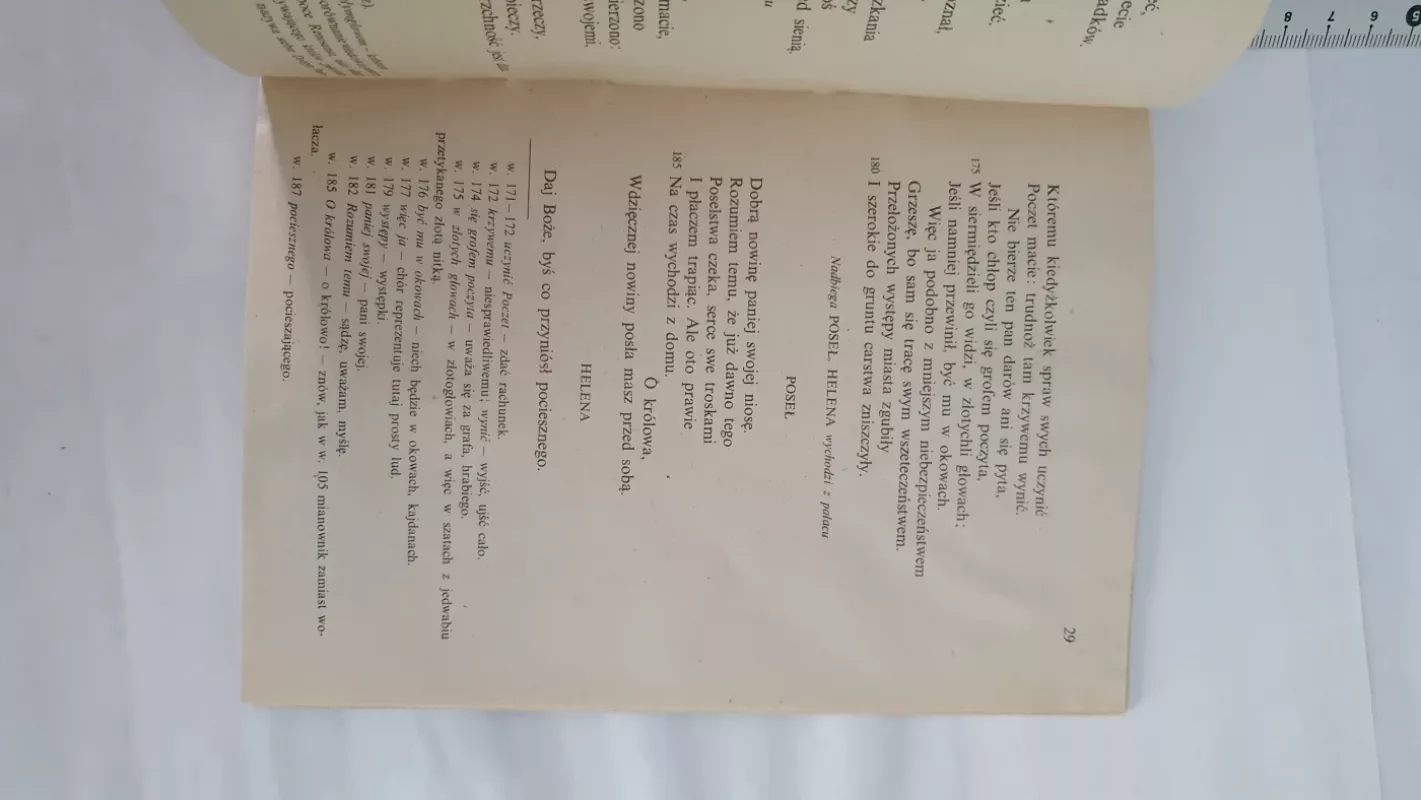 29
Któremu kiedyżkolwiek spraw swych uczynić
Poczet macie: trudnoż tam krzywemu wynić.
Nie bierze ten pan darów ani się pyta,
Jeśli kto chłop czyli się grofem poczyta,
175 W siermiędzeli go widzi, w złotychli głowach;
Jeśli namniej przewinił, być mu w okowach.
Więc ja podobno z mniejszym niebezpieczeństwem
Grzeszę, bo sam się tracę swym wszeteczeństwem.
Przełożonych występy miasta zgubiły
180 I szerokie do gruntu carstwa zniszczyły.
Nadbiega POSEŁ. HELENA wychodzi z pałacu
POSEŁ
Dobrą nowinę paniej swojej niosę.
Rozumiem temu, że już dawno tego
Poselstwa czeka, serce swe troskami
I płaczem trapiąc. Ale oto prawie
185 Na czas wychodzi z domu.
O królowa,
Wdzięcznej nowiny posła masz przed sobą.
HELENA
Daj Boże, byś co przyniósł pociesznego.
w. 171–172 uczynić Poczet – zdać rachunek.
w. 172 krzywemu – niesprawiedliwemu; wynić – wyjść, ujść cało.
w. 174 się grofem poczyta – uważa się za grafa, hrabiego.
w. 175 w złotych głowach – w złotogłowiach, a więc w szatach z jedwabiu
przetykanego złotą nitką.
w. 176 być mu w okowach – niech będzie w okowach, kajdanach.
w. 177 więc ja – chór reprezentuje tutaj prosty lud.
w. 179 występy – występki.
w. 181 paniej swojej – pani swojej.
w. 182 Rozumiem temu – sądzę, uważam, myślę.
w. 185 O królowa – o królowo! – znów, jak w w. 105 mianownik zamiast wo-
łacza.
w. 187 pociesznego – pocieszającego.